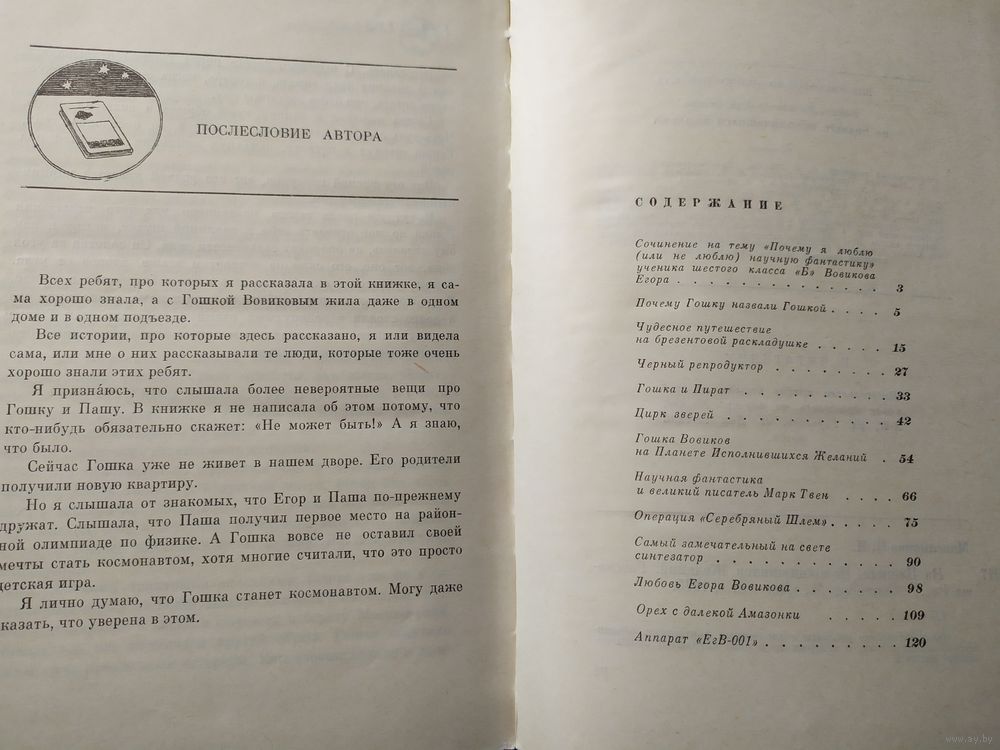 ПОСЛЕСЛОВИЕ АВТОРА
Всех ребят, про которых я рассказала в этой книжке, я са-
ма хорошо знала, а с Гошкой Вовиковым жила даже в одном
доме и в одном подъезде.
Все истории, про которые здесь рассказано, я или видела
сама, или мне о них рассказывали те люди, которые тоже очень
хорошо знали этих ребят.
Я призна́юсь, что слышала более невероятные вещи про
Гошку и Пашу. В книжке я не написала об этом потому, что
кто-нибудь обязательно скажет: «Не может быть!» А я знаю,
что было.
Сейчас Гошка уже не живет в нашем дворе. Его родители
получили новую квартиру.
Но я слышала от знакомых, что Егор и Паша по-прежнему
дружат. Слышала, что Паша получил первое место на район-
ной олимпиаде по физике. А Гошка вовсе не оставил своей
мечты стать космонавтом, хотя многие считали, что это просто
детская игра.
Я лично думаю, что Гошка станет космонавтом. Могу даже
сказать, что уверена в этом.
СОДЕРЖАНИЕ
Сочинение на тему «Почему я люблю
(или не люблю) научную фантастику»
ученика шестого класса «Б» Вовикова
Егора . . . . . . . . . . . . . . . 3
Почему Гошку назвали Гошкой . . . . 5
Чудесное путешествие
на брезентовой раскладушке . . . . . 15
Черный репродуктор . . . . . . . . 27
Гошка и Пират . . . . . . . . . . 33
Цирк зверей . . . . . . . . . . . 42
Гошка Вовиков
на Планете Исполнившихся Желаний . 54
Научная фантастика
и великий писатель Марк Твен . . . . 66
Операция «Серебряный Шлем» . . . . . 75
Самый замечательный на свете
синтезатор . . . . . . . . . . . . 90
Любовь Егора Вовикова . . . . . . . 98
Орех с далекой Амазонки . . . . . 109
Аппарат «ЕгВ-001» . . . . . . . . . 120
www.ay.by